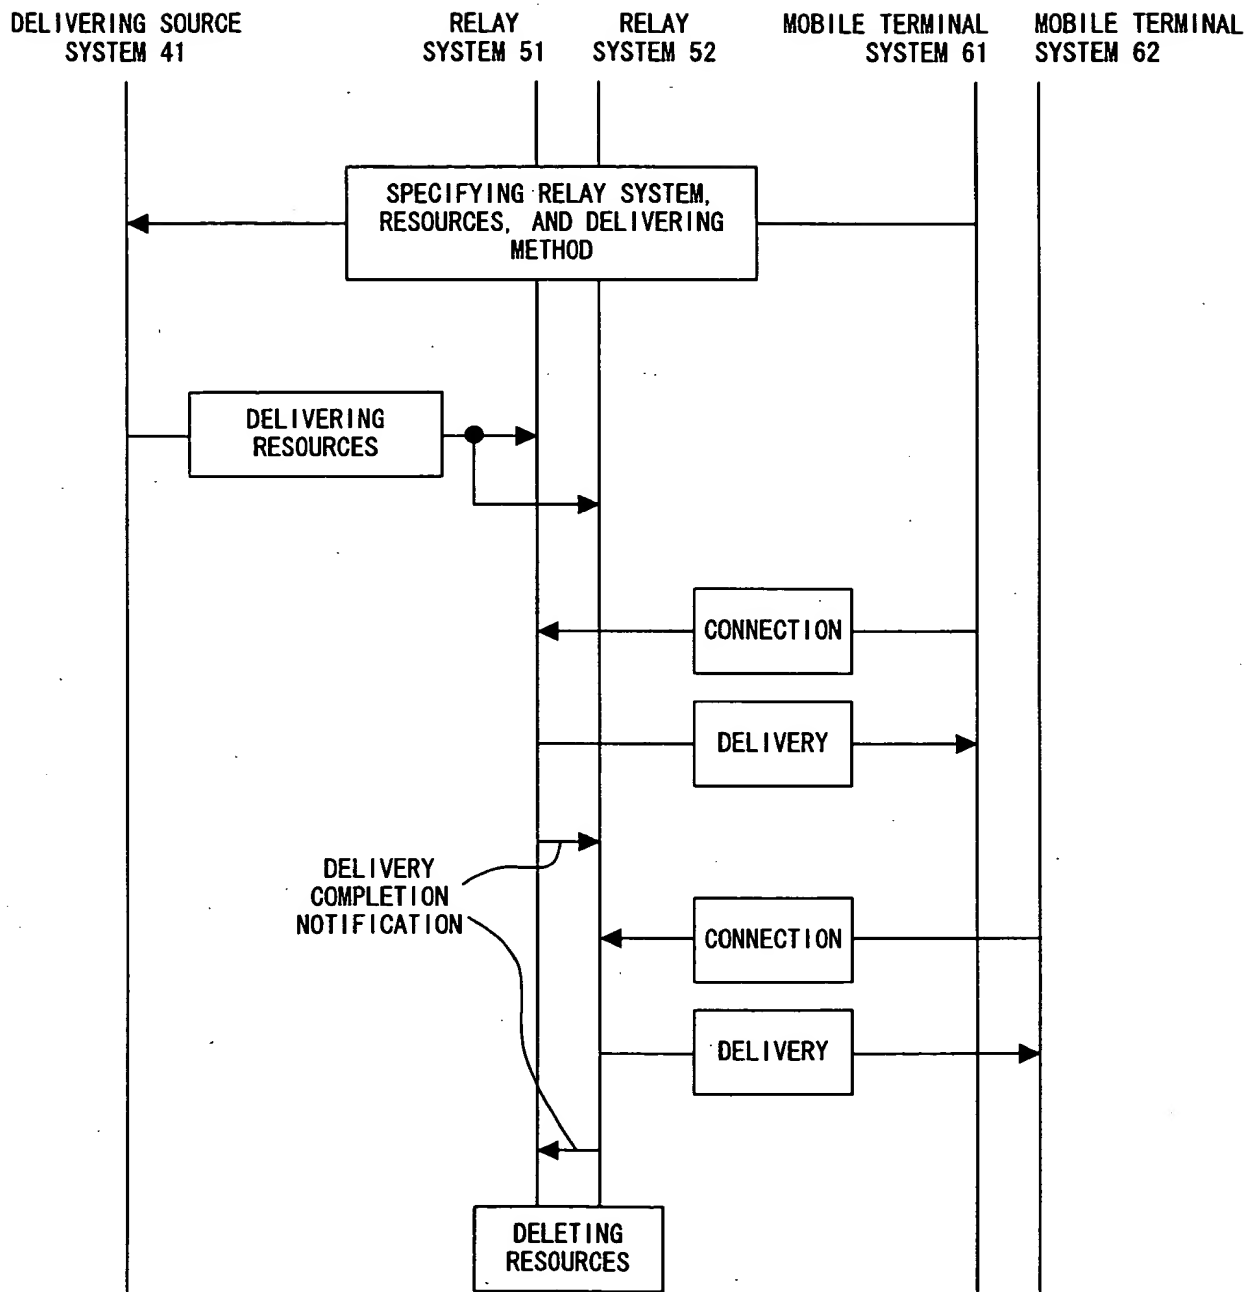 DELIVERING SOURCE
SYSTEM 41
RELAY
SYSTEM 51
RELAY
SYSTEM 52
MOBILE TERMINAL
SYSTEM 61
MOBILE TERMINAL
SYSTEM 62
SPECIFYING RELAY SYSTEM,
RESOURCES, AND DELIVERING
METHOD
DELIVERING
RESOURCES
CONNECTION
DELIVERY
DELIVERY
COMPLETION
NOTIFICATION
CONNECTION
DELIVERY
DELETING
RESOURCES